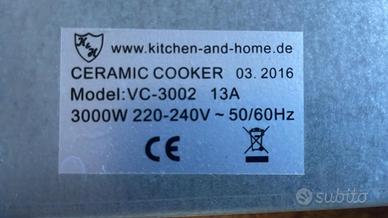 K&H
www.kitchen-and-home.de
CERAMIC COOKER 03. 2016
Model:VC-3002 13A
3000W 220-240V ~ 50/60Hz
CE
subito